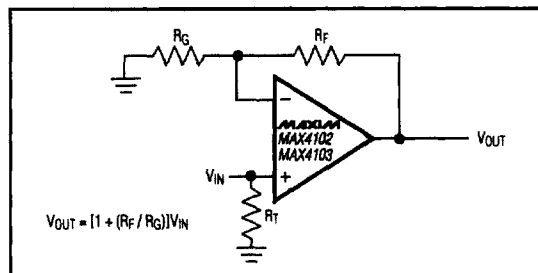 RG
RF
−
MAXIM
MAX4102
MAX4103
VOUT
VIN
+
RT
VOUT = [1 + (RF / RG)]VIN